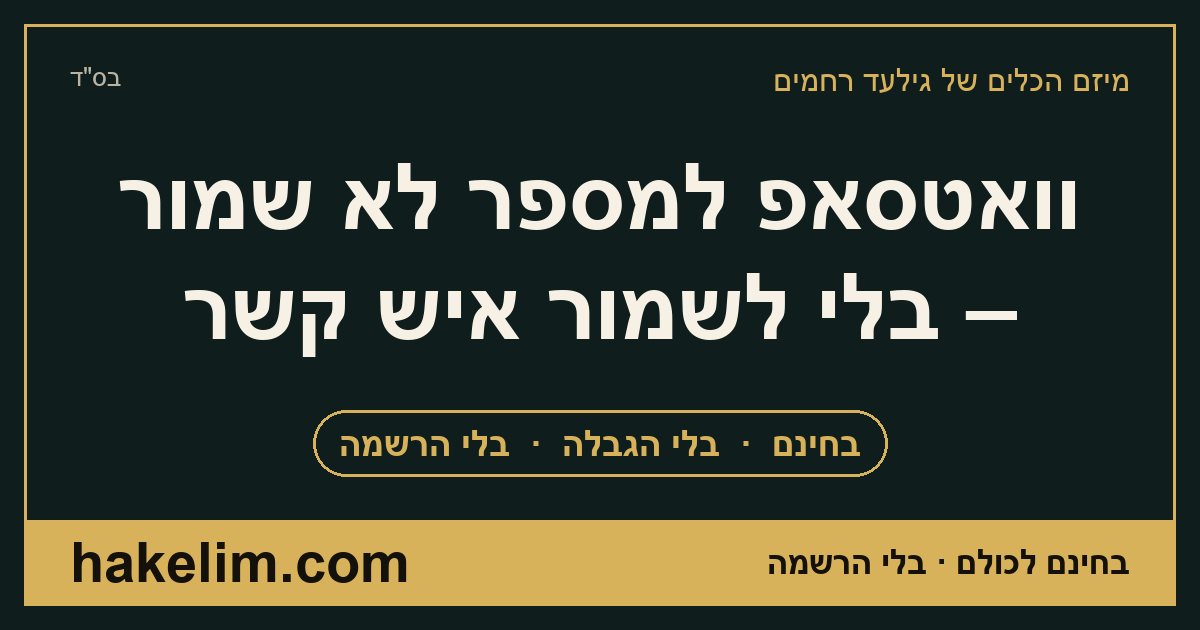 בס"ד
מיזם הכלים של גילעד רחמים
וואטסאפ למספר לא שמור
– בלי לשמור איש קשר
בחינם · בלי הגבלה · בלי הרשמה
בחינם לכולם · בלי הרשמה
hakelim.com